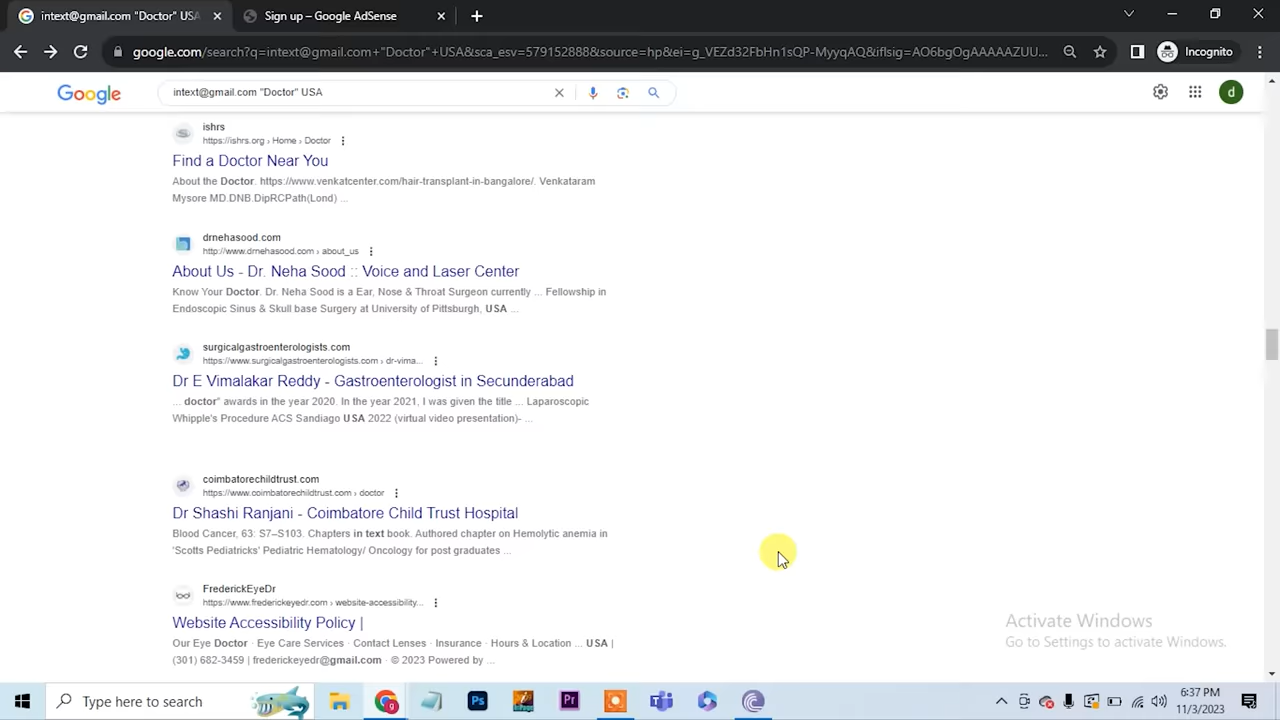 intext@gmail.com "Doctor" USA
Sign up – Google AdSense
google.com/search?q=intext@gmail.com+"Doctor"+USA&sca_esv=579152888&source=hp&ei=g_VEZd32FbHn1sQP-MyyqAQ&iflsig=AO6bgOgAAAAAZUU...
Incognito
Google
intext@gmail.com "Doctor" USA
d
ishrs
https://ishrs.org › Home › Doctor
Find a Doctor Near You
About the Doctor. https://www.venkatcenter.com/hair-transplant-in-bangalore/. Venkataram
Mysore MD.DNB.DipRCPath(Lond) ...
drnehasood.com
http://www.drnehasood.com › about_us
About Us - Dr. Neha Sood :: Voice and Laser Center
Know Your Doctor. Dr. Neha Sood is a Ear, Nose & Throat Surgeon currently ... Fellowship in
Endoscopic Sinus & Skull base Surgery at University of Pittsburgh, USA ...
surgicalgastroenterologists.com
https://www.surgicalgastroenterologists.com › dr-vima...
Dr E Vimalakar Reddy - Gastroenterologist in Secunderabad
... doctor" awards in the year 2020. In the year 2021, I was given the title ... Laparoscopic
Whipple's Procedure ACS Sandiago USA 2022 (virtual video presentation)- ...
coimbatorechildtrust.com
https://www.coimbatorechildtrust.com › doctor
Dr Shashi Ranjani - Coimbatore Child Trust Hospital
Blood Cancer, 63: S7–S103. Chapters in text book. Authored chapter on Hemolytic anemia in
'Scotts Pediatricks' Pediatric Hematology/ Oncology for post graduates ...
FrederickEyeDr
https://www.frederickeyedr.com › website-accessibility...
Website Accessibility Policy |
Our Eye Doctor · Eye Care Services · Contact Lenses · Insurance · Hours & Location ... USA |
(301) 682-3459 | frederickeyedr@gmail.com · © 2023 Powered by ...
Activate Windows
Go to Settings to activate Windows.
Type here to search
Ps
Pr
6:37 PM
11/3/2023